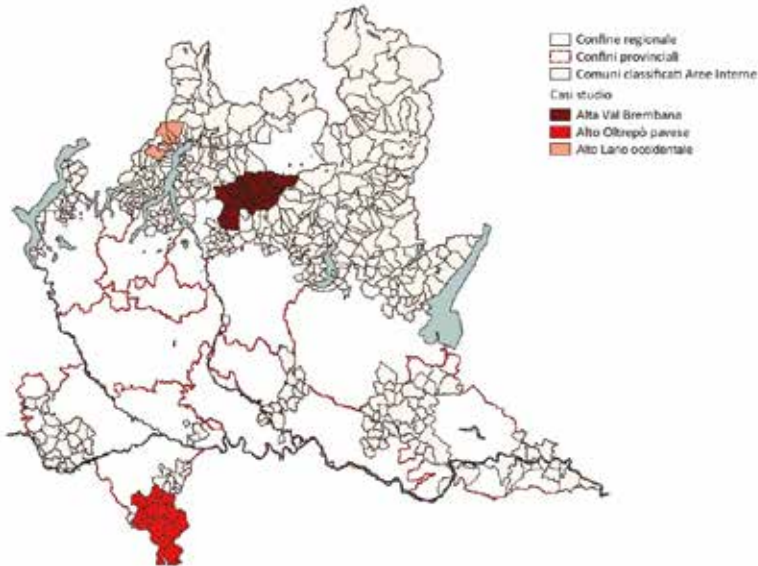 Confine regionale
Confini provinciali
Comuni classificati Aree Interne
Casi studio
Alta Val Brembana
Alto Oltrepò pavese
Alto Lario occidentale